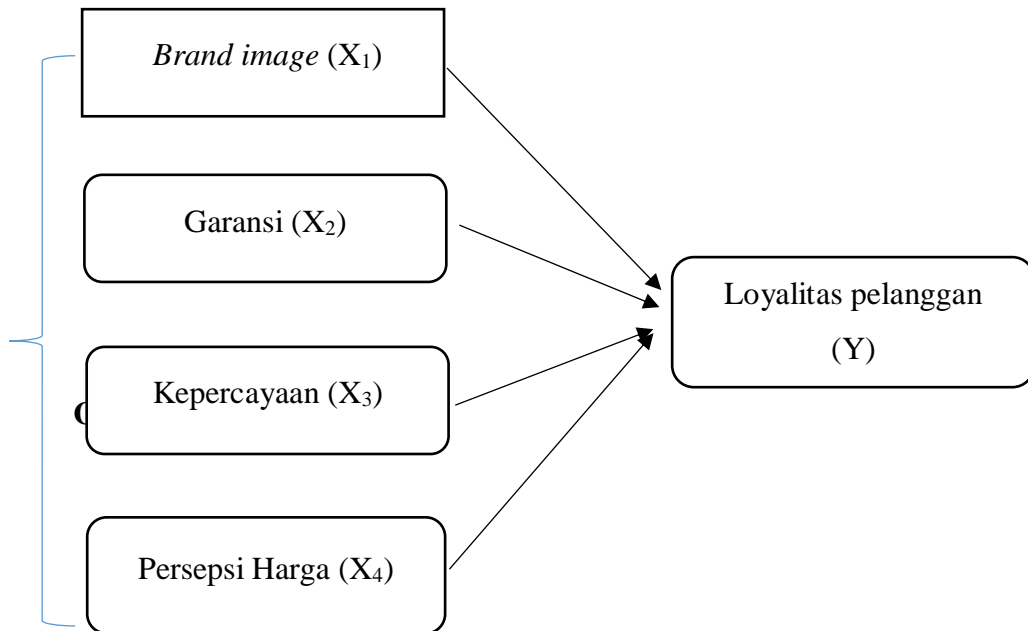 Brand image (X₁)
Garansi (X₂)
Kepercayaan (X₃)
Persepsi Harga (X₄)
Loyalitas pelanggan
(Y)